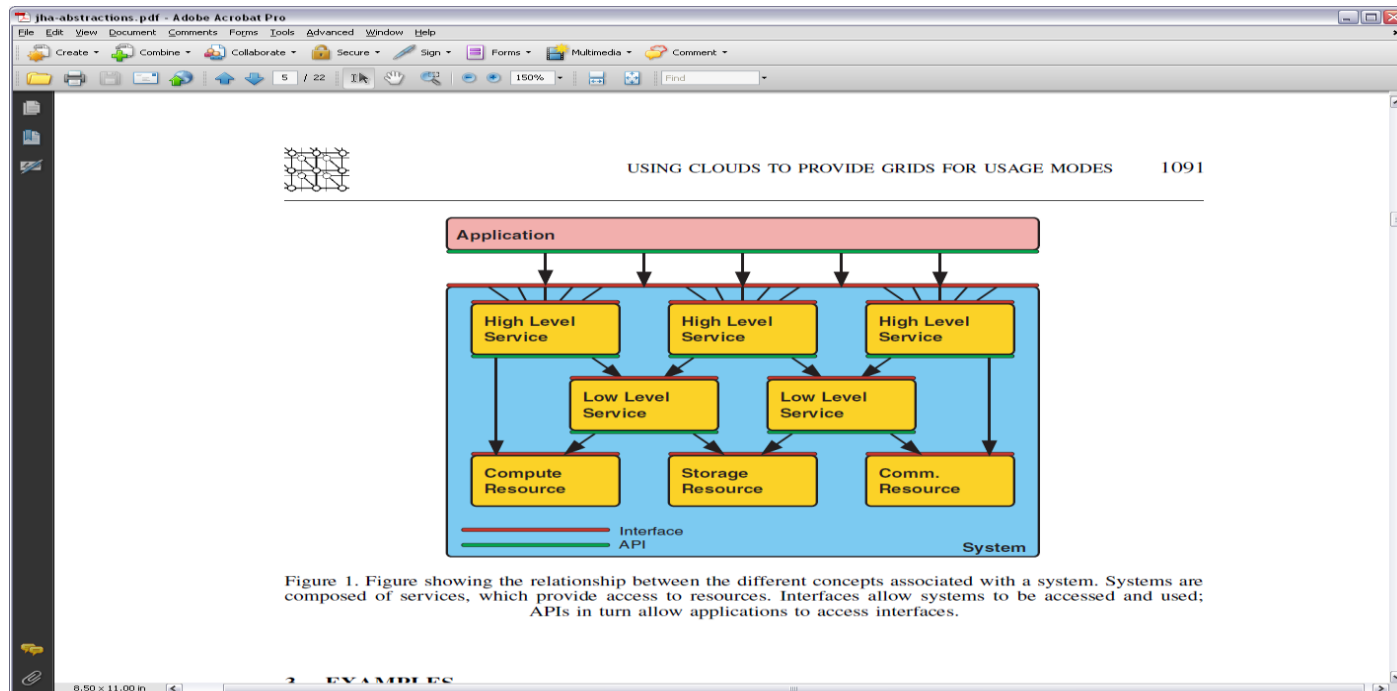 jha-abstractions.pdf - Adobe Acrobat Pro
File Edit View Document Comments Forms Tools Advanced Window Help
Create Combine Collaborate Secure Sign Forms Multimedia Comment
5 / 22 150% Find
USING CLOUDS TO PROVIDE GRIDS FOR USAGE MODES 1091
Application
High Level Service
High Level Service
High Level Service
Low Level Service
Low Level Service
Compute Resource
Storage Resource
Comm. Resource
Interface
API
System
Figure 1. Figure showing the relationship between the different concepts associated with a system. Systems are
composed of services, which provide access to resources. Interfaces allow systems to be accessed and used;
APIs in turn allow applications to access interfaces.
3. EXAMPLES
8.50 x 11.00 in